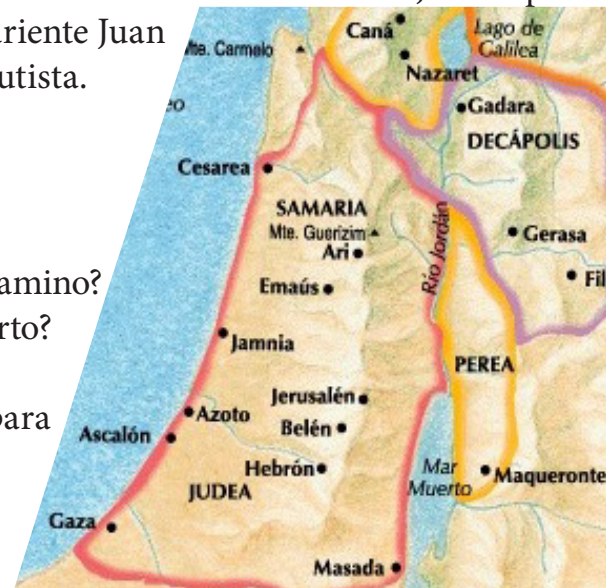 ariente Juan
utista.
amino?
rto?
para
Caná
Lago de
Galilea
Mte. Carmelo
Nazaret
Gadara
DECÁPOLIS
Cesarea
SAMARIA
Mte. Guerizim
Ari
Gerasa
Río Jordán
Emaús
Fil
Jamnia
PEREA
Jerusalén
Azoto
Ascalón
Belén
Hebrón
Mar
Muerto
Maqueronte
JUDEA
Gaza
Masada